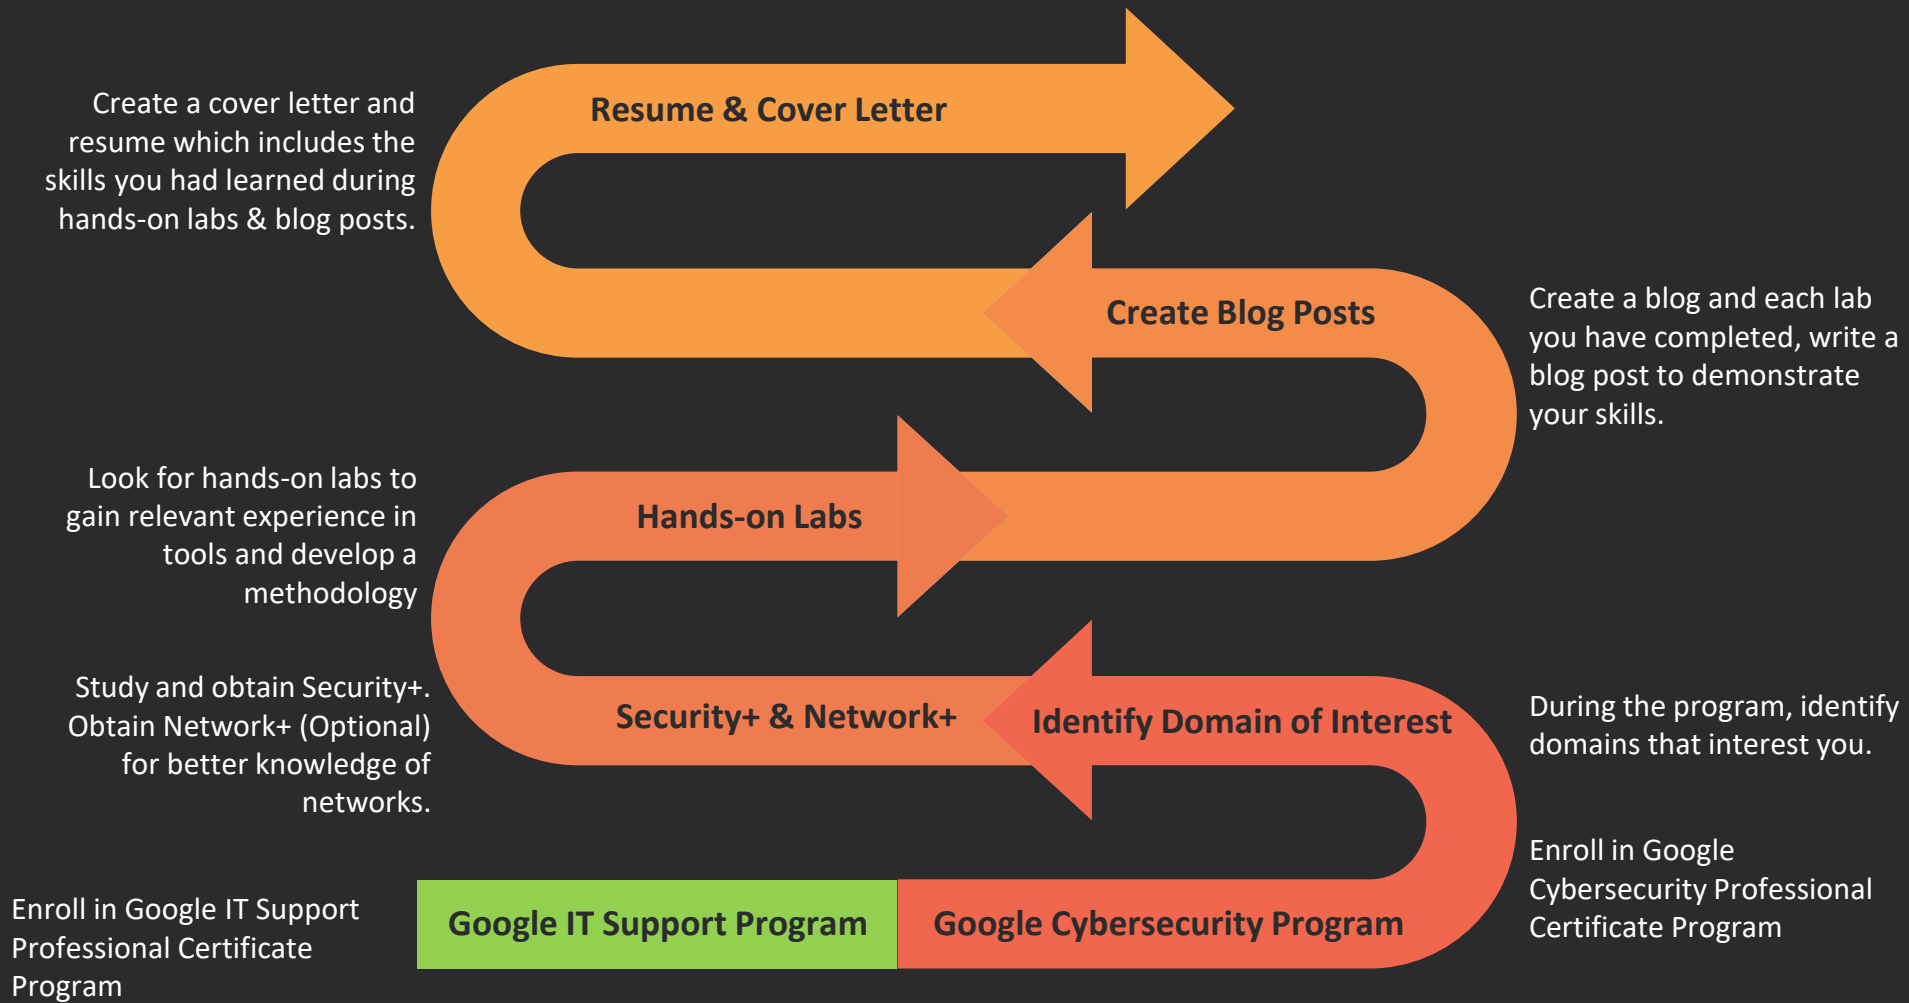 Resume & Cover Letter
Create a cover letter and
resume which includes the
skills you had learned during
hands-on labs & blog posts.
Create Blog Posts
Create a blog and each lab
you have completed, write a
blog post to demonstrate
your skills.
Look for hands-on labs to
gain relevant experience in
tools and develop a
methodology
Hands-on Labs
Study and obtain Security+.
Obtain Network+ (Optional)
for better knowledge of
networks.
Security+ & Network+
Identify Domain of Interest
During the program, identify
domains that interest you.
Enroll in Google IT Support
Professional Certificate
Program
Google IT Support Program
Google Cybersecurity Program
Enroll in Google
Cybersecurity Professional
Certificate Program